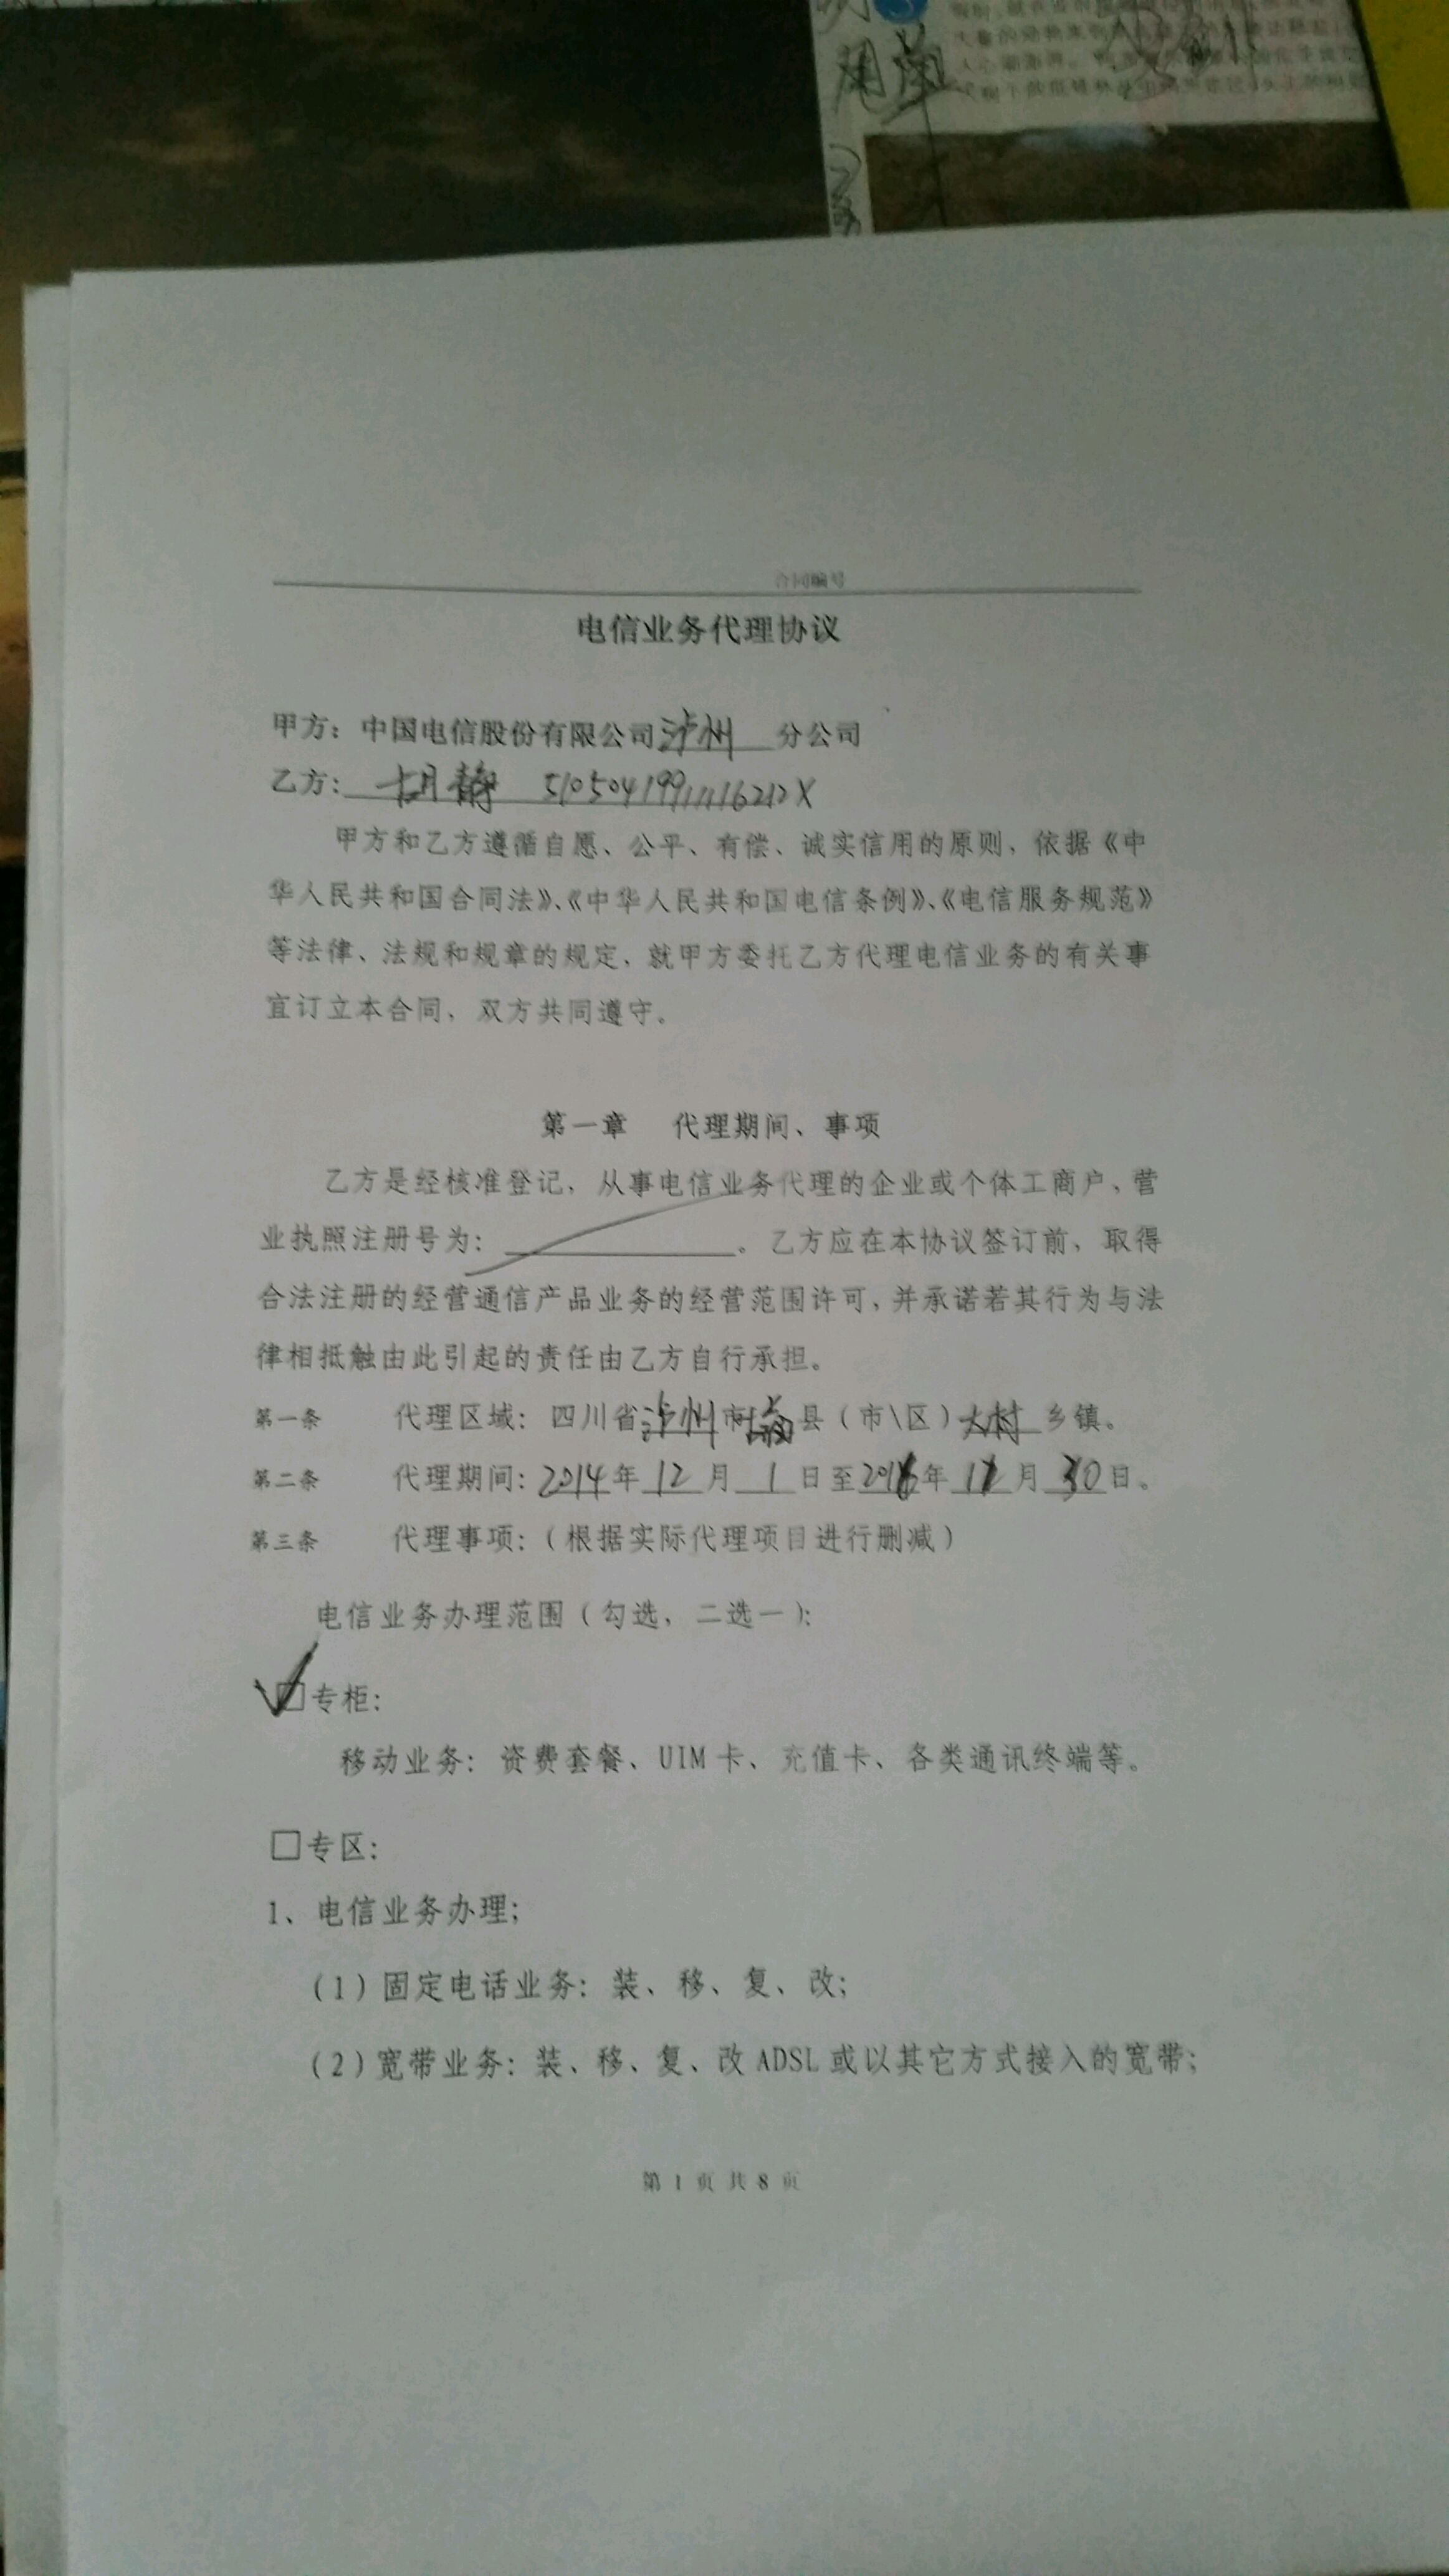 合同编号
电信业务代理协议
甲方：中国电信股份有限公司泸州 分公司
乙方：胡静 51050419911116212X
甲方和乙方遵循自愿、公平、有偿、诚实信用的原则，依据《中
华人民共和国合同法》、《中华人民共和国电信条例》、《电信服务规范》
等法律、法规和规章的规定，就甲方委托乙方代理电信业务的有关事
宜订立本合同，双方共同遵守。
第一章 代理期间、事项
乙方是经核准登记，从事电信业务代理的企业或个体工商户，营
业执照注册号为： 。乙方应在本协议签订前，取得
合法注册的经营通信产品业务的经营范围许可，并承诺若其行为与法
律相抵触由此引起的责任由乙方自行承担。
第一条 代理区域：四川省泸州市 县（市\区）大村乡镇。
第二条 代理期间：2014年12月1日至 年 月30日。
第三条 代理事项：（根据实际代理项目进行删减）
电信业务办理范围（勾选，二选一）：
☑专柜：
移动业务：资费套餐、UIM卡、充值卡、各类通讯终端等。
□专区：
1、电信业务办理；
（1）固定电话业务：装、移、复、改；
（2）宽带业务：装、移、复、改ADSL或以其它方式接入的宽带；
第 1 页 共 8 页